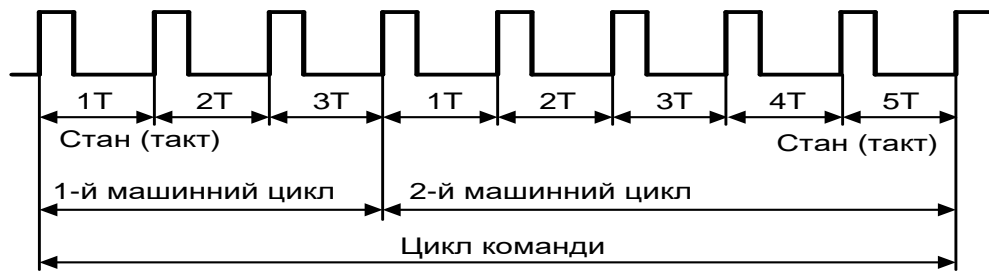 1T 2T 3T 1T 2T 3T 4T 5T
Стан (такт) Стан (такт)
1-й машинний цикл 2-й машинний цикл
Цикл команди